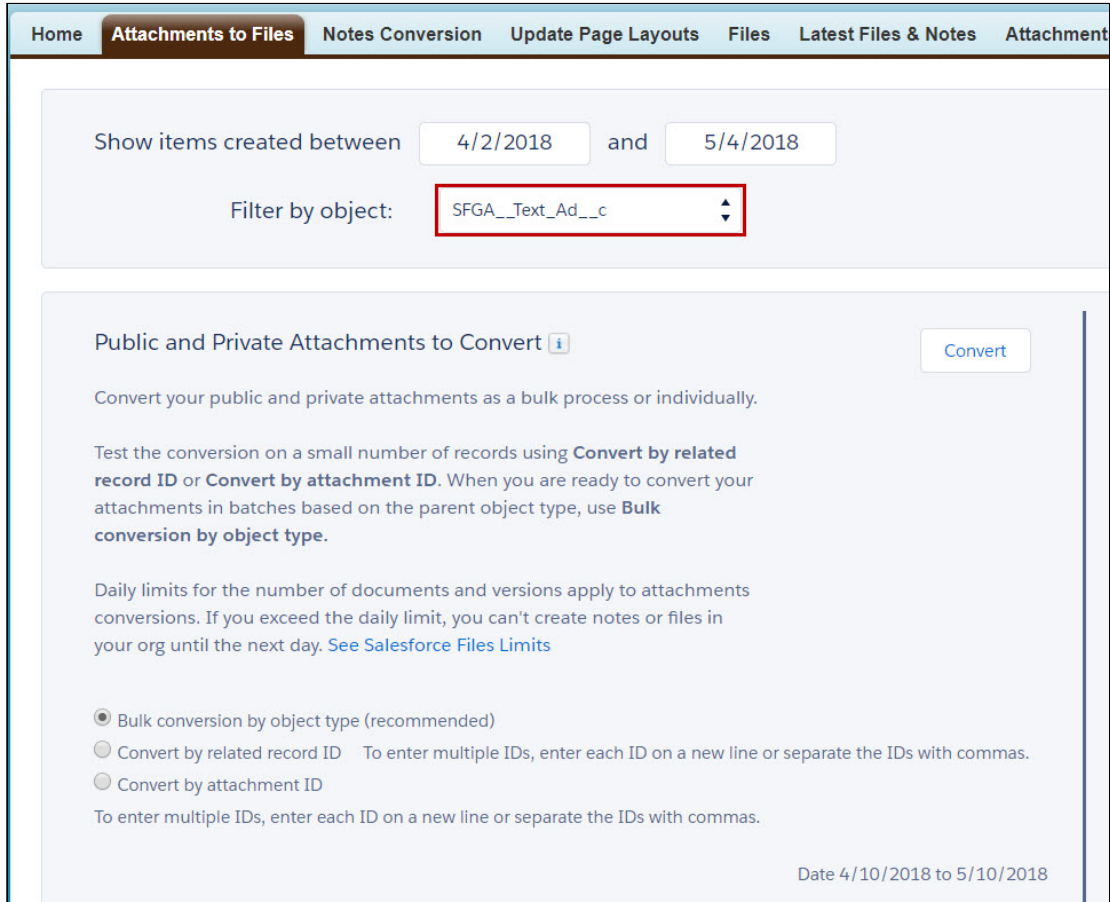 Home Attachments to Files Notes Conversion Update Page Layouts Files Latest Files & Notes Attachment
Show items created between 4/2/2018 and 5/4/2018
Filter by object: SFGA__Text_Ad__c
Public and Private Attachments to Convert i
Convert
Convert your public and private attachments as a bulk process or individually.
Test the conversion on a small number of records using Convert by related
record ID or Convert by attachment ID. When you are ready to convert your
attachments in batches based on the parent object type, use Bulk
conversion by object type.
Daily limits for the number of documents and versions apply to attachments
conversions. If you exceed the daily limit, you can't create notes or files in
your org until the next day. See Salesforce Files Limits
Bulk conversion by object type (recommended)
Convert by related record ID To enter multiple IDs, enter each ID on a new line or separate the IDs with commas.
Convert by attachment ID
To enter multiple IDs, enter each ID on a new line or separate the IDs with commas.
Date 4/10/2018 to 5/10/2018